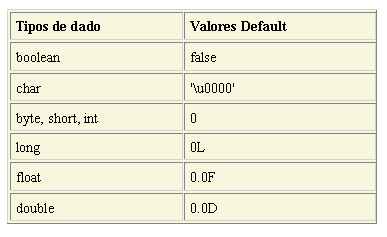 Tipos de dado Valores Default
boolean false
char '\u0000'
byte, short, int 0
long 0L
float 0.0F
double 0.0D